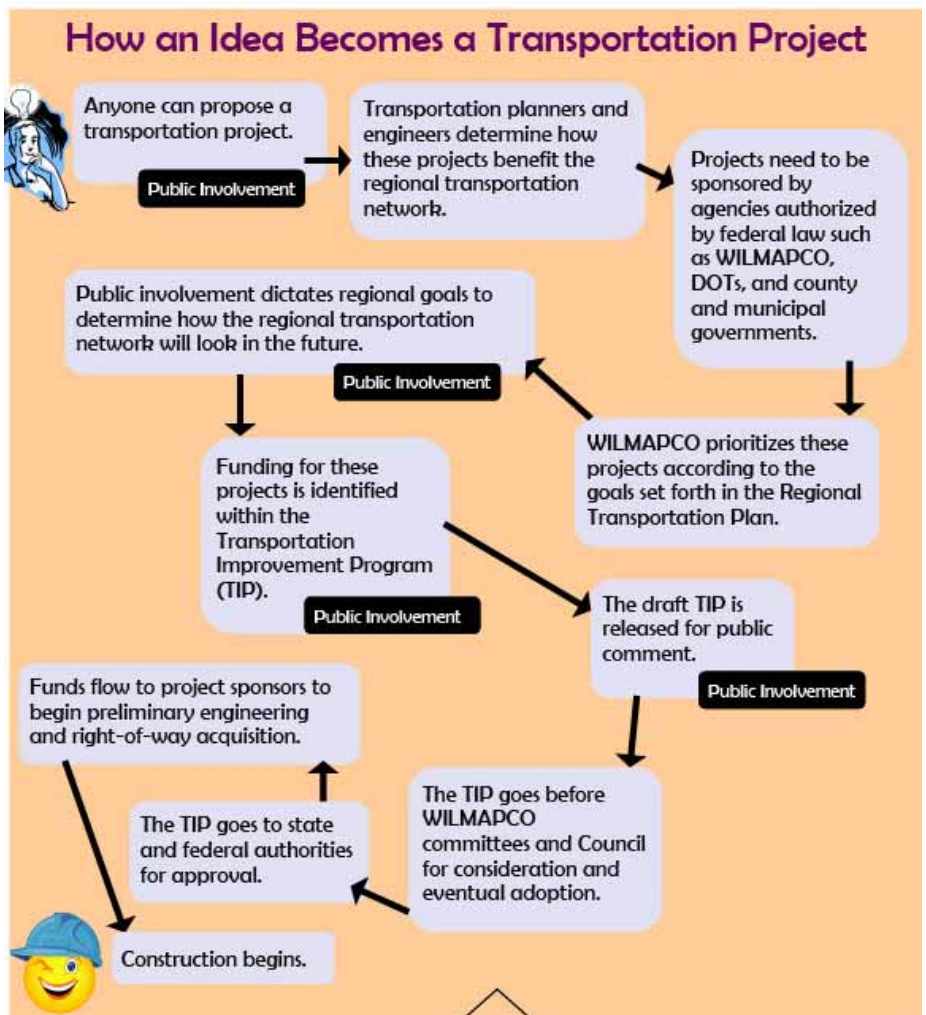 How an Idea Becomes a Transportation Project
Anyone can propose a
transportation project.
Public Involvement
Transportation planners and
engineers determine how
these projects benefit the
regional transportation
network.
Projects need to be
sponsored by
agencies authorized
by federal law such
as WILMAPCO,
DOTs, and county
and municipal
governments.
WILMAPCO prioritizes these
projects according to the
goals set forth in the Regional
Transportation Plan.
Public involvement dictates regional goals to
determine how the regional transportation
network will look in the future.
Public Involvement
Funding for these
projects is identified
within the
Transportation
Improvement Program
(TIP).
Public Involvement
The draft TIP is
released for public
comment.
Public Involvement
The TIP goes before
WILMAPCO
committees and Council
for consideration and
eventual adoption.
The TIP goes to state
and federal authorities
for approval.
Funds flow to project sponsors to
begin preliminary engineering
and right-of-way acquisition.
Construction begins.